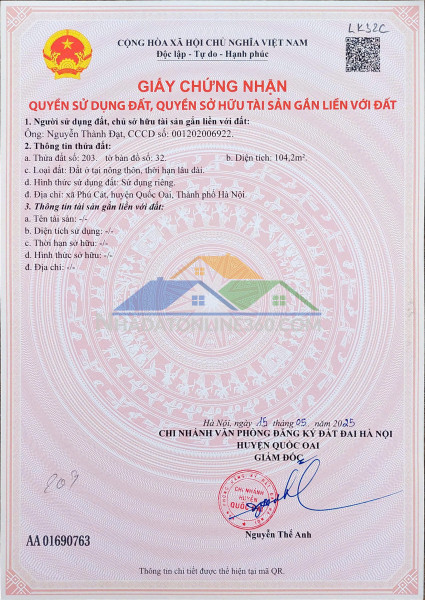 CỘNG HÒA XÃ HỘI CHỦ NGHĨA VIỆT NAM
Độc lập - Tự do - Hạnh phúc
LK32C
GIẤY CHỨNG NHẬN
QUYỀN SỬ DỤNG ĐẤT, QUYỀN SỞ HỮU TÀI SẢN GẮN LIỀN VỚI ĐẤT
1. Người sử dụng đất, chủ sở hữu tài sản gắn liền với đất:
Ông: Nguyễn Thành Đạt, CCCD số: 001202006922.
2. Thông tin thửa đất:
a. Thửa đất số: 203. tờ bản đồ số: 32. b. Diện tích: 104,2m².
c. Loại đất: Đất ở tại nông thôn, thời hạn lâu dài.
d. Hình thức sử dụng đất: Sử dụng riêng.
đ. Địa chỉ: xã Phú Cát, huyện Quốc Oai, Thành phố Hà Nội.
3. Thông tin tài sản gắn liền với đất:
a. Tên tài sản: -/-
b. Diện tích sử dụng: -/-
c. Thời hạn sở hữu: -/-
d. Hình thức sở hữu: -/-
đ. Địa chỉ: -/-
NHADATONLINE360.COM
Hà Nội, ngày 15 tháng 05 năm 2025
CHI NHÁNH VĂN PHÒNG ĐĂNG KÝ ĐẤT ĐAI HÀ NỘI
HUYỆN QUỐC OAI
GIÁM ĐỐC
CHI NHÁNH
HUYỆN
Nguyễn Thế Anh
AA 01690763
Thông tin chi tiết được thể hiện tại mã QR.